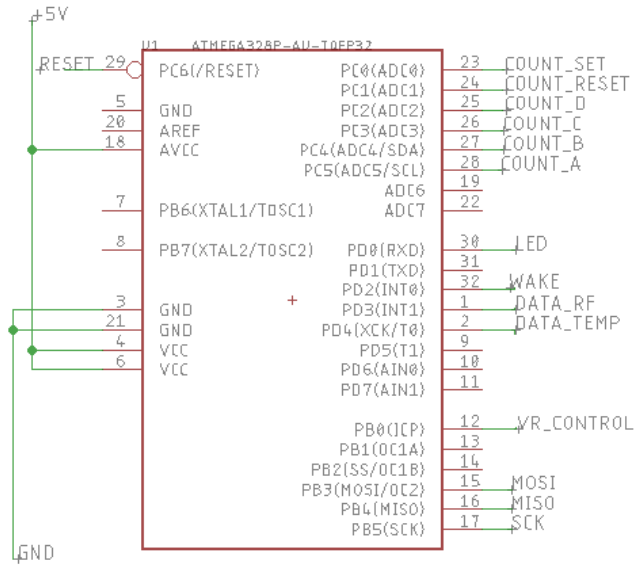 +5V
U1 ATMEGA328P-AU-TQFP32
RESET 29 PC6(/RESET) PC0(ADC0) 23 COUNT_SET
PC1(ADC1) 24 COUNT_RESET
5 GND PC2(ADC2) 25 COUNT_D
20 AREF PC3(ADC3) 26 COUNT_C
18 AVCC PC4(ADC4/SDA) 27 COUNT_B
PC5(ADC5/SCL) 28 COUNT_A
ADC6 19
7 PB6(XTAL1/TOSC1) ADC7 22
8 PB7(XTAL2/TOSC2) PD0(RXD) 30 LED
PD1(TXD) 31
PD2(INT0) 32 WAKE
3 GND PD3(INT1) 1 DATA_RF
21 GND PD4(XCK/T0) 2 DATA_TEMP
4 VCC PD5(T1) 9
6 VCC PD6(AIN0) 10
PD7(AIN1) 11
PB0(ICP) 12 VR_CONTROL
PB1(OC1A) 13
PB2(SS/OC1B) 14
PB3(MOSI/OC2) 15 MOSI
PB4(MISO) 16 MISO
PB5(SCK) 17 SCK
GND